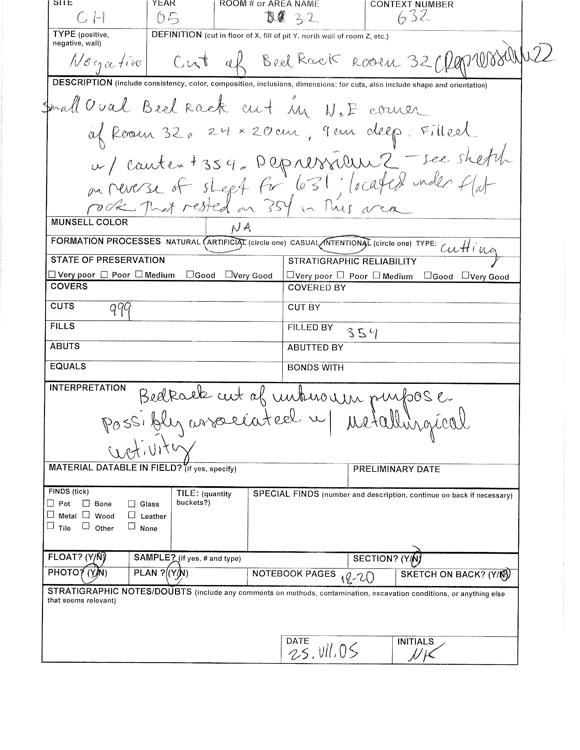 SITE YEAR ROOM # or AREA NAME CONTEXT NUMBER
CH 05 32 632
TYPE (positive, negative, wall) DEFINITION (cut in floor of X, fill of pit Y, north wall of room Z, etc.)
Negative Cut of BedRock room 32 (Depression 2)
DESCRIPTION (include consistency, color, composition, inclusions, dimensions; for cuts, also include shape and orientation)
Small Oval BedRock cut in N.E corner
of Room 32. 24 x 20cm, 9cm deep. Filled
w/ context 354. Depression 2 - see sketch
on reverse of sheet for 631; located under flat
rock that rested on 354 in this area
MUNSELL COLOR NA
FORMATION PROCESSES NATURAL ARTIFICIAL (circle one) CASUAL INTENTIONAL (circle one) TYPE: Cutting
STATE OF PRESERVATION STRATIGRAPHIC RELIABILITY
☐Very poor ☐ Poor ☐ Medium ☐Good ☐Very Good ☐Very poor ☐ Poor ☐ Medium ☐Good ☐Very Good
COVERS COVERED BY
CUTS 999 CUT BY
FILLS FILLED BY 354
ABUTS ABUTTED BY
EQUALS BONDS WITH
INTERPRETATION BedRock cut of unknown purpose
possibly associated w/ metallurgical
activity
MATERIAL DATABLE IN FIELD? (if yes, specify) PRELIMINARY DATE
FINDS (tick) TILE: (quantity buckets?) SPECIAL FINDS (number and description, continue on back if necessary)
☐ Pot ☐ Bone ☐ Glass
☐ Metal ☐ Wood ☐ Leather
☐ Tile ☐ Other ☐ None
FLOAT? (Y/N) SAMPLE? (if yes, # and type) SECTION? (Y/N)
PHOTO? (Y/N) PLAN ? (Y/N) NOTEBOOK PAGES 18-20 SKETCH ON BACK? (Y/N)
STRATIGRAPHIC NOTES/DOUBTS (include any comments on methods, contamination, excavation conditions, or anything else
that seems relevant)
DATE INITIALS
25.VII.05 NK